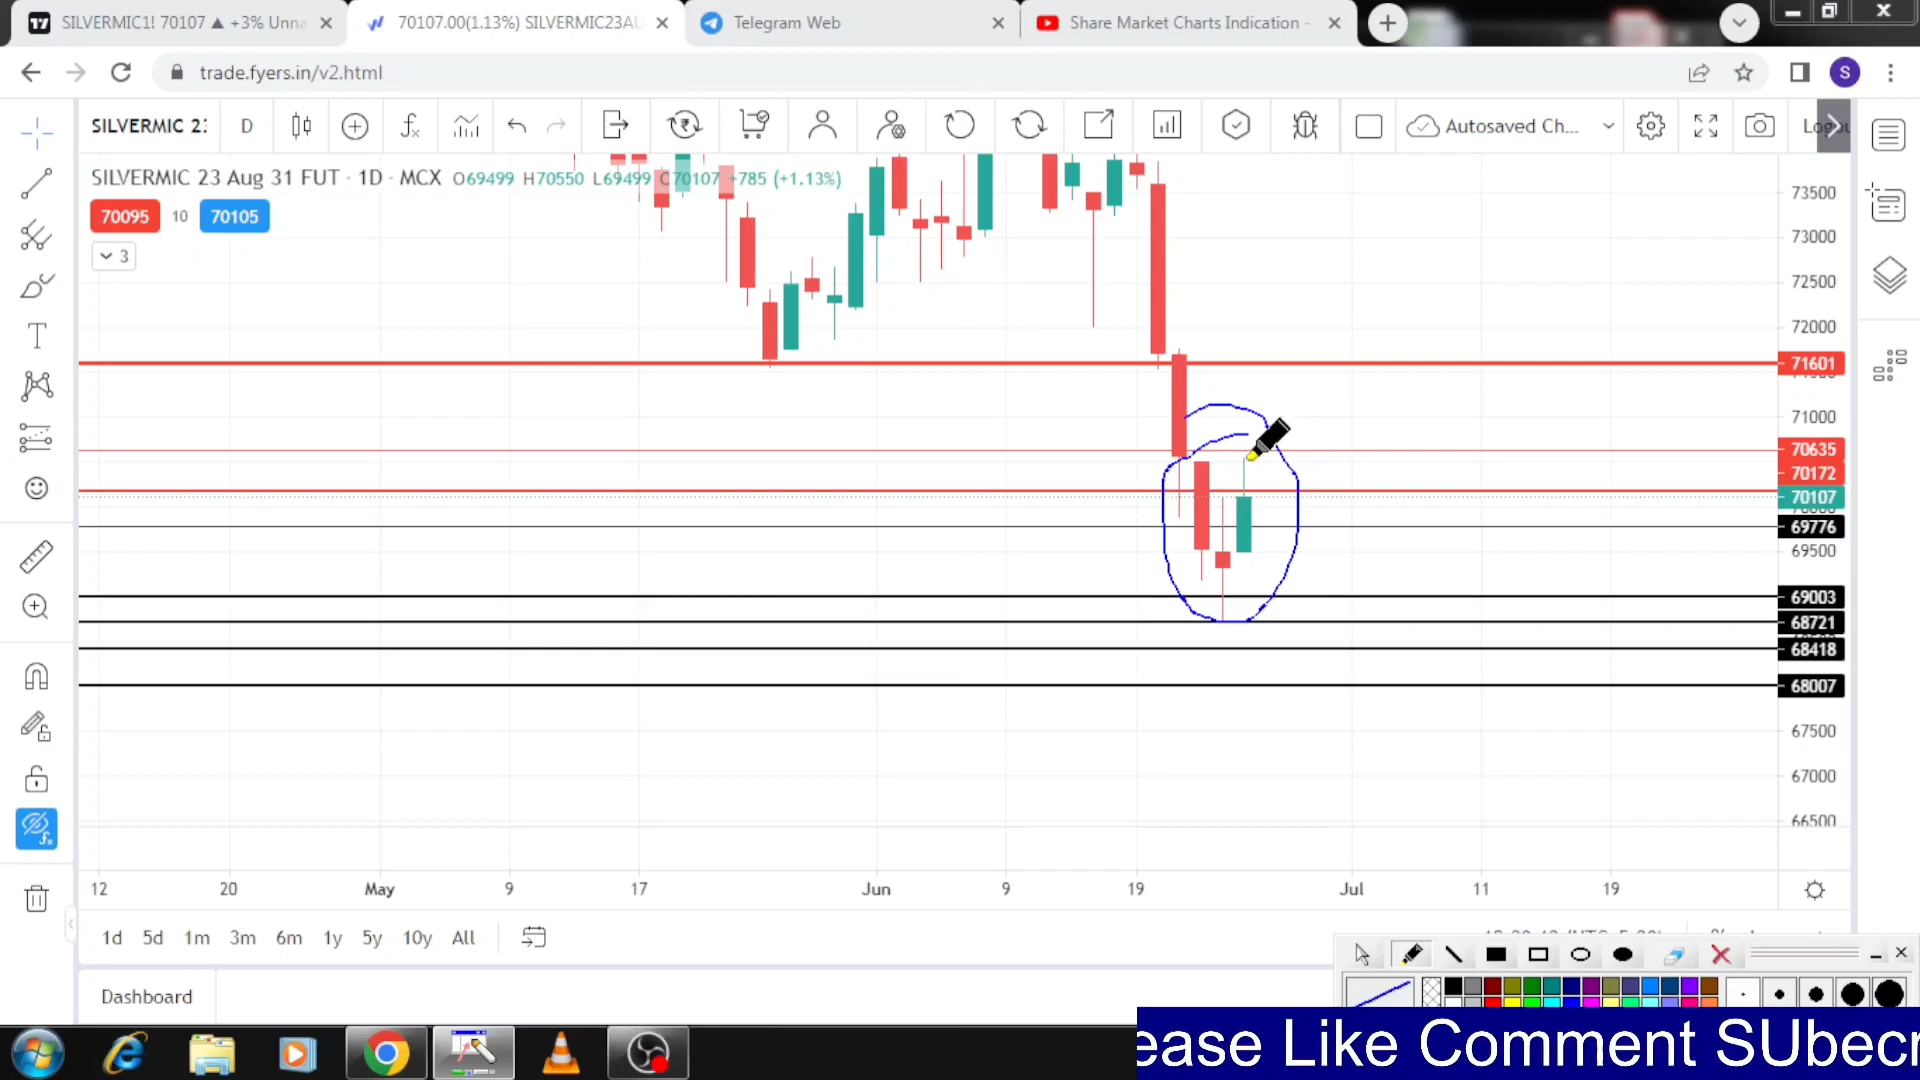 SILVERMIC1! 70107 ▲ +3% Unna
70107.00(1.13%) SILVERMIC23AU
Telegram Web
Share Market Charts Indication -
trade.fyers.in/v2.html
S
SILVERMIC 23
D
Autosaved Ch...
SILVERMIC 23 Aug 31 FUT · 1D · MCX O69499 H70550 L69499 C70107 +785 (+1.13%)
70095 10 70105
3
73500
73000
72500
72000
71601
71000
70635
70172
70107
69776
69500
69003
68721
68418
68007
67500
67000
66500
12 20 May 9 17 Jun 9 19 Jul 11 19
1d 5d 1m 3m 6m 1y 5y 10y All
Dashboard
ease Like Comment SUbecr